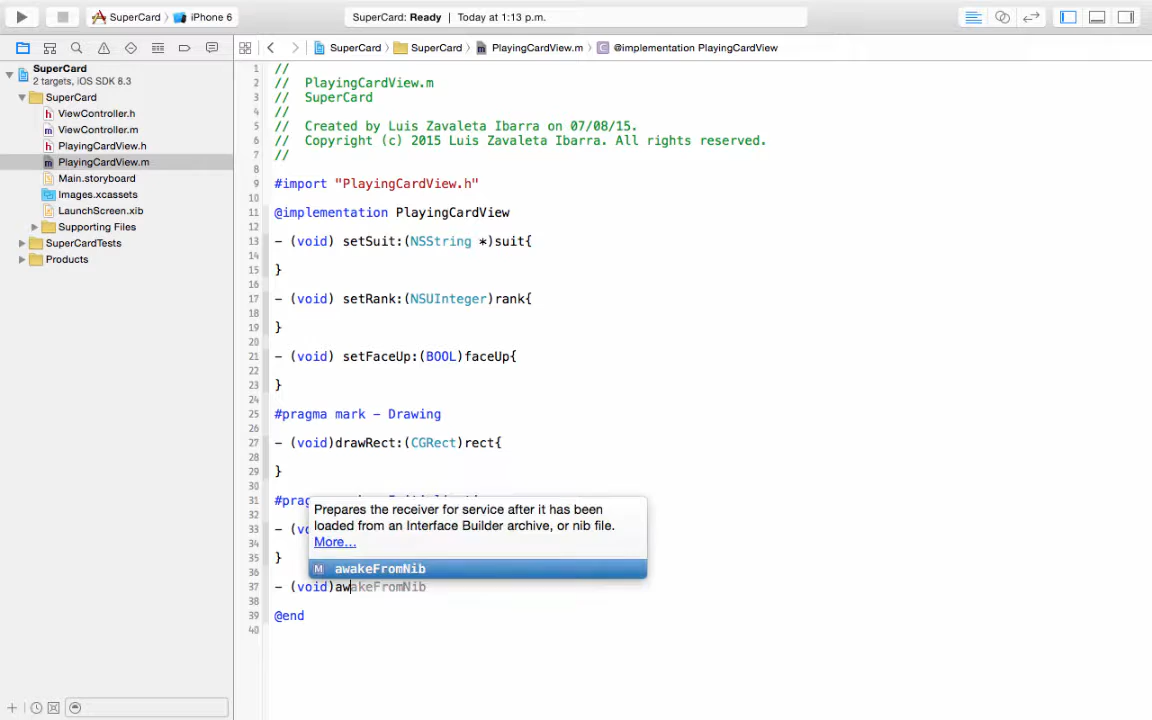 SuperCard 〉 iPhone 6
SuperCard: Ready | Today at 1:13 p.m.
SuperCard 〉 SuperCard 〉 PlayingCardView.m 〉 @implementation PlayingCardView
SuperCard
2 targets, iOS SDK 8.3
SuperCard
ViewController.h
ViewController.m
PlayingCardView.h
PlayingCardView.m
Main.storyboard
Images.xcassets
LaunchScreen.xib
Supporting Files
SuperCardTests
Products
1 //
2 // PlayingCardView.m
3 // SuperCard
4 //
5 // Created by Luis Zavaleta Ibarra on 07/08/15.
6 // Copyright (c) 2015 Luis Zavaleta Ibarra. All rights reserved.
7 //
8
9 #import "PlayingCardView.h"
10
11 @implementation PlayingCardView
12
13 - (void) setSuit:(NSString *)suit{
14
15 }
16
17 - (void) setRank:(NSUInteger)rank{
18
19 }
20
21 - (void) setFaceUp:(BOOL)faceUp{
22
23 }
24
25 #pragma mark - Drawing
26
27 - (void)drawRect:(CGRect)rect{
28
29 }
30
31 #prag
32
33 - (vo
34
35 }
36
37 - (void)awakeFromNib
38
39 @end
40
Prepares the receiver for service after it has been
loaded from an Interface Builder archive, or nib file.
More...
M awakeFromNib